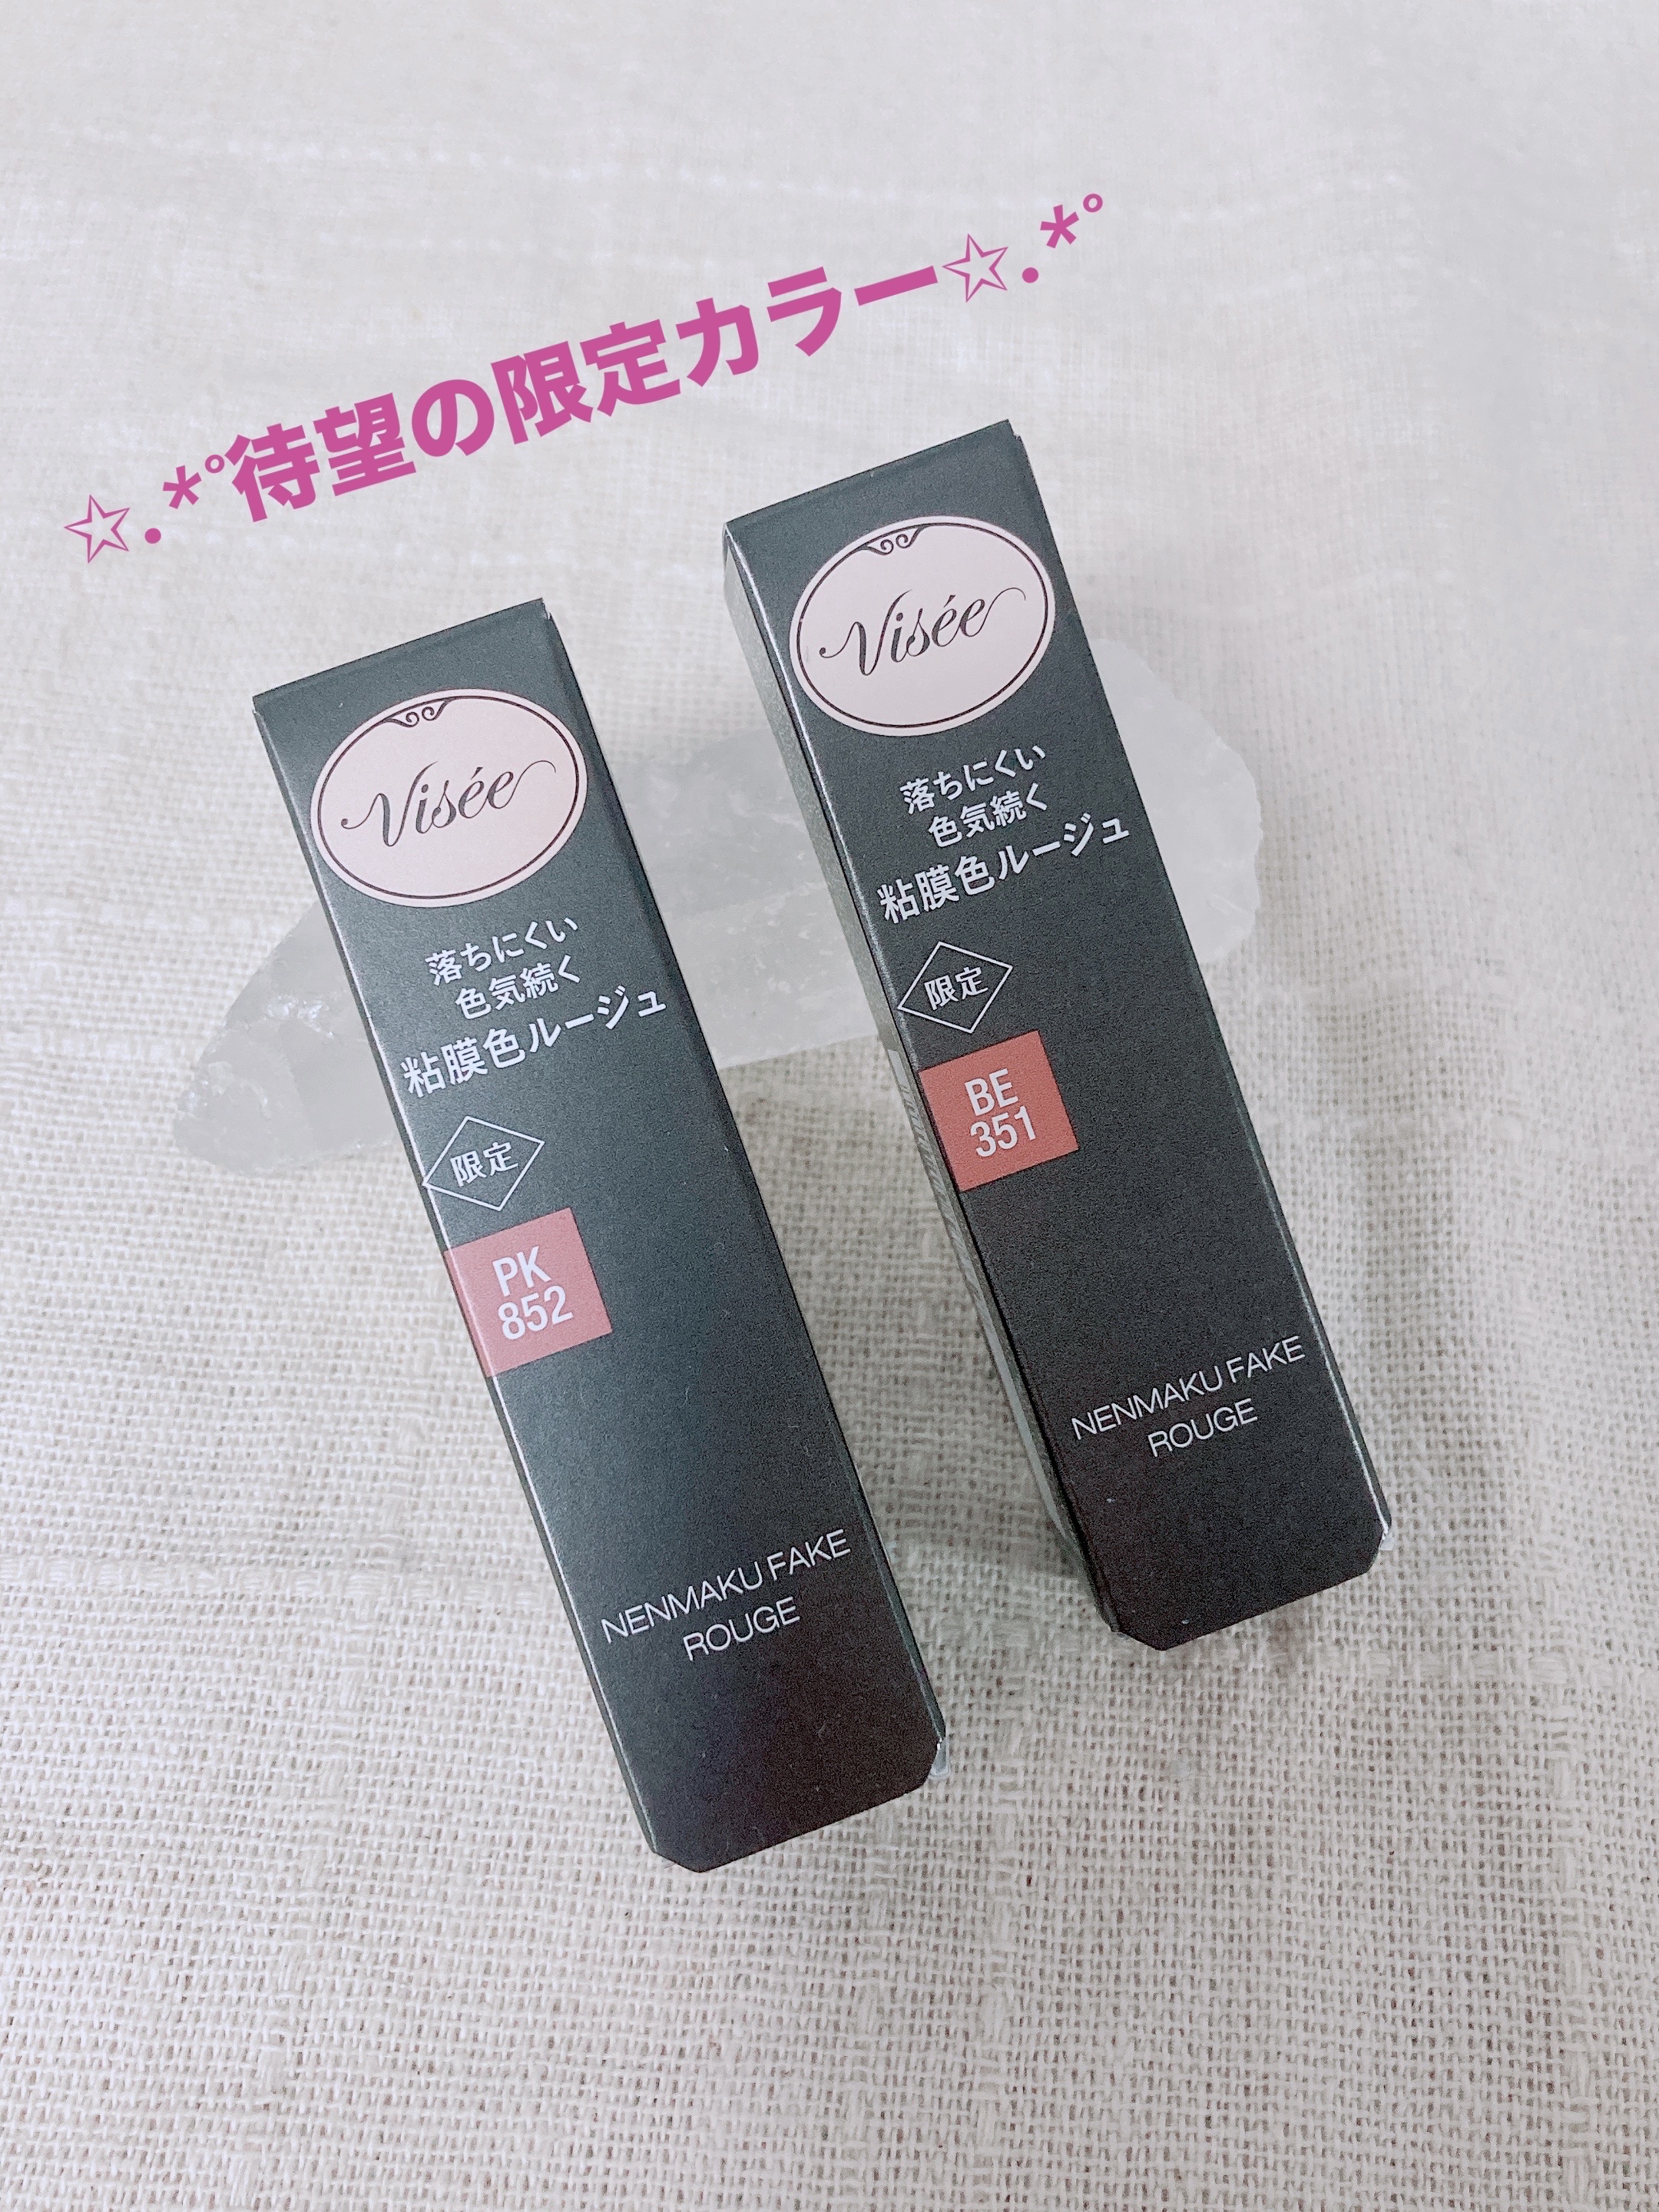 ☆.*°待望の限定カラー☆.*°
Visée
落ちにくい
色気続く
粘膜色ルージュ
限定
PK
852
NENMAKU FAKE
ROUGE
Visée
落ちにくい
色気続く
粘膜色ルージュ
限定
BE
351
NENMAKU FAKE
ROUGE